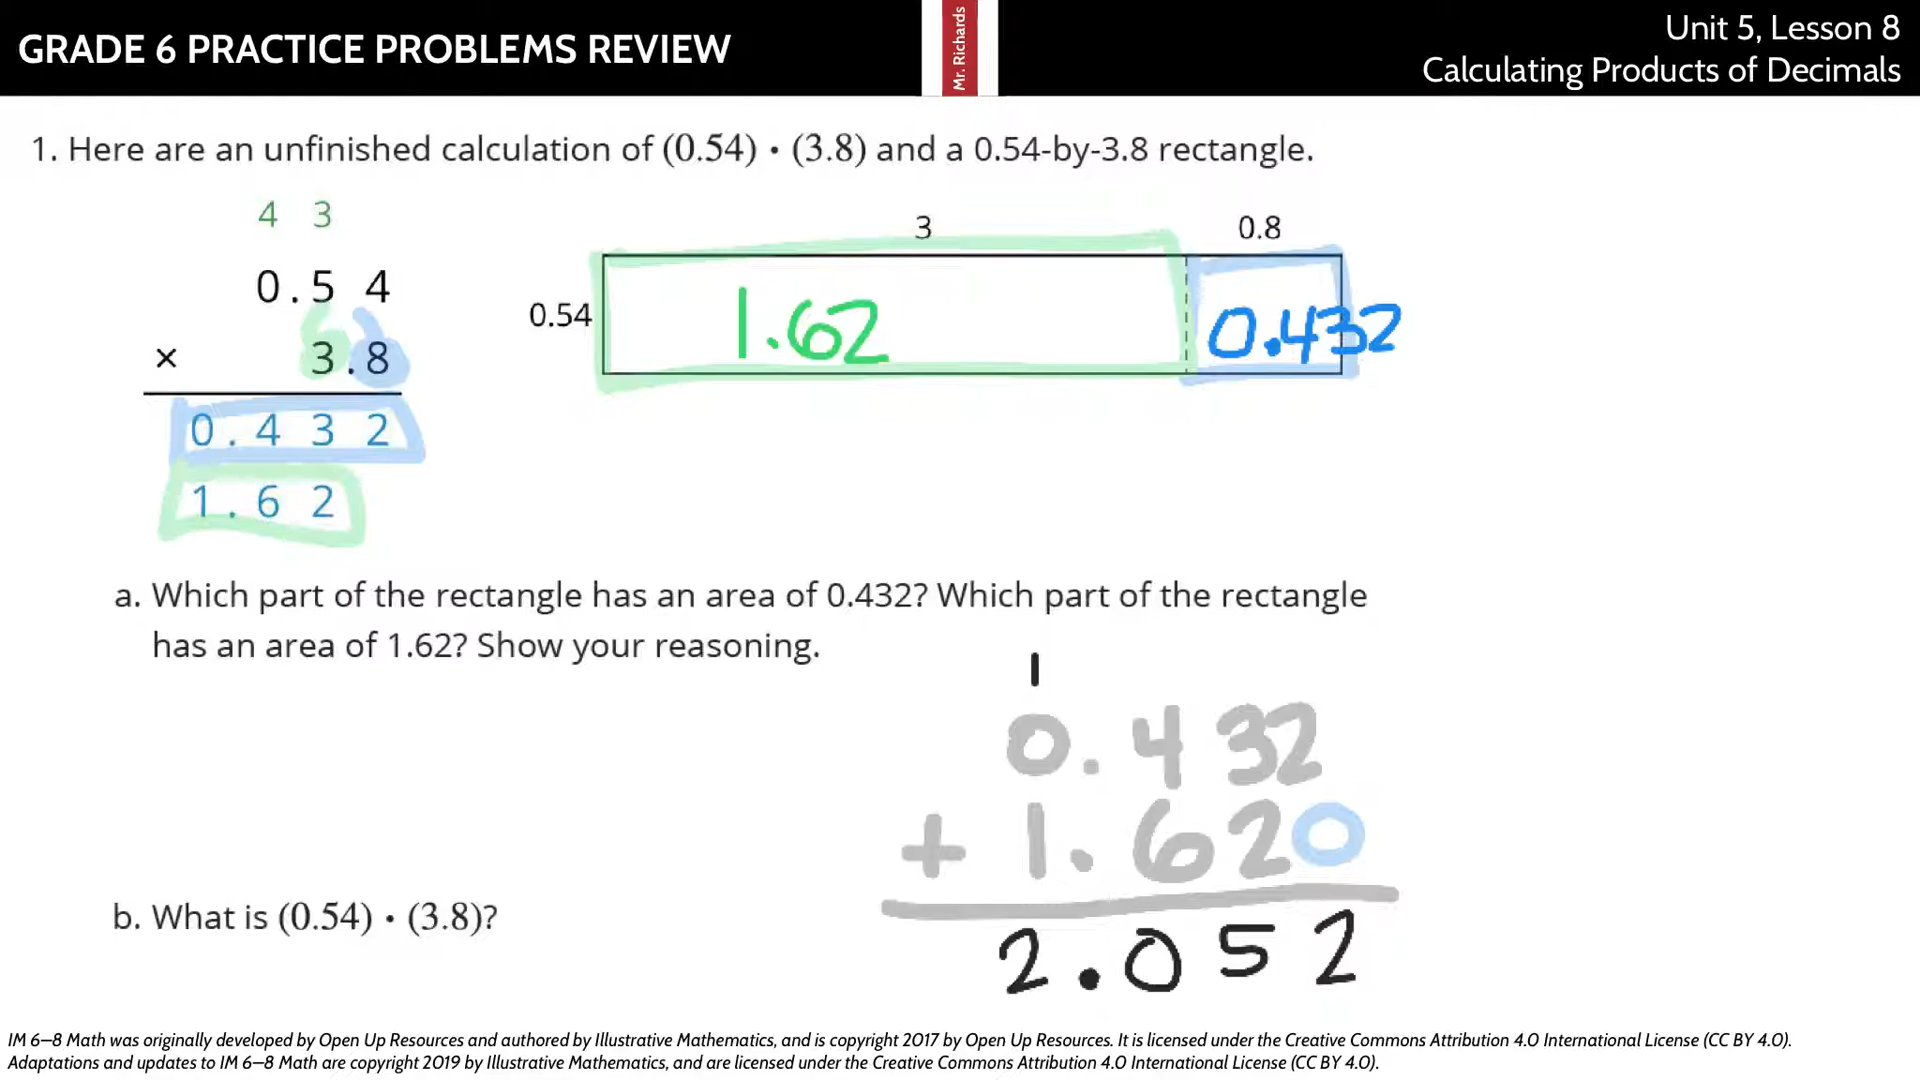 GRADE 6 PRACTICE PROBLEMS REVIEW
Mr. Richards
Unit 5, Lesson 8
Calculating Products of Decimals
1. Here are an unfinished calculation of (0.54) · (3.8) and a 0.54-by-3.8 rectangle.
4 3
0.54
× 3.8
0.432
1.62
3 0.8
0.54 1.62 0.432
a. Which part of the rectangle has an area of 0.432? Which part of the rectangle
has an area of 1.62? Show your reasoning.
1
0.432
+ 1.620
2.052
b. What is (0.54) · (3.8)?
IM 6–8 Math was originally developed by Open Up Resources and authored by Illustrative Mathematics, and is copyright 2017 by Open Up Resources. It is licensed under the Creative Commons Attribution 4.0 International License (CC BY 4.0).
Adaptations and updates to IM 6–8 Math are copyright 2019 by Illustrative Mathematics, and are licensed under the Creative Commons Attribution 4.0 International License (CC BY 4.0).